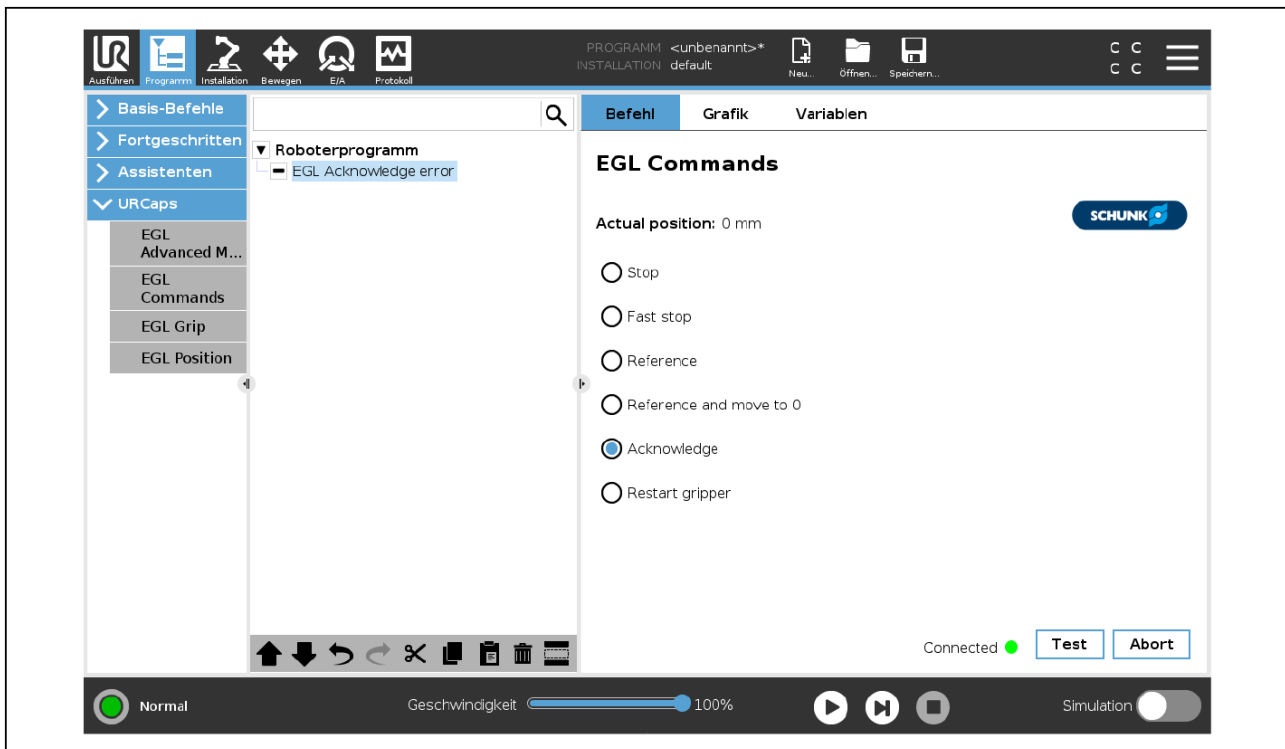 PROGRAMM <unbenannt>*
INSTALLATION default
Ausführen Programm Installation Bewegen E/A Protokoll
Neu... Öffnen... Speichern...
C C
C C
Basis-Befehle
Fortgeschritten
Assistenten
URCaps
EGL
Advanced M...
EGL
Commands
EGL Grip
EGL Position
Roboterprogramm
EGL Acknowledge error
Befehl Grafik Variablen
EGL Commands
SCHUNK
Actual position: 0 mm
Stop
Fast stop
Reference
Reference and move to 0
Acknowledge
Restart gripper
Connected Test Abort
Normal Geschwindigkeit 100% Simulation